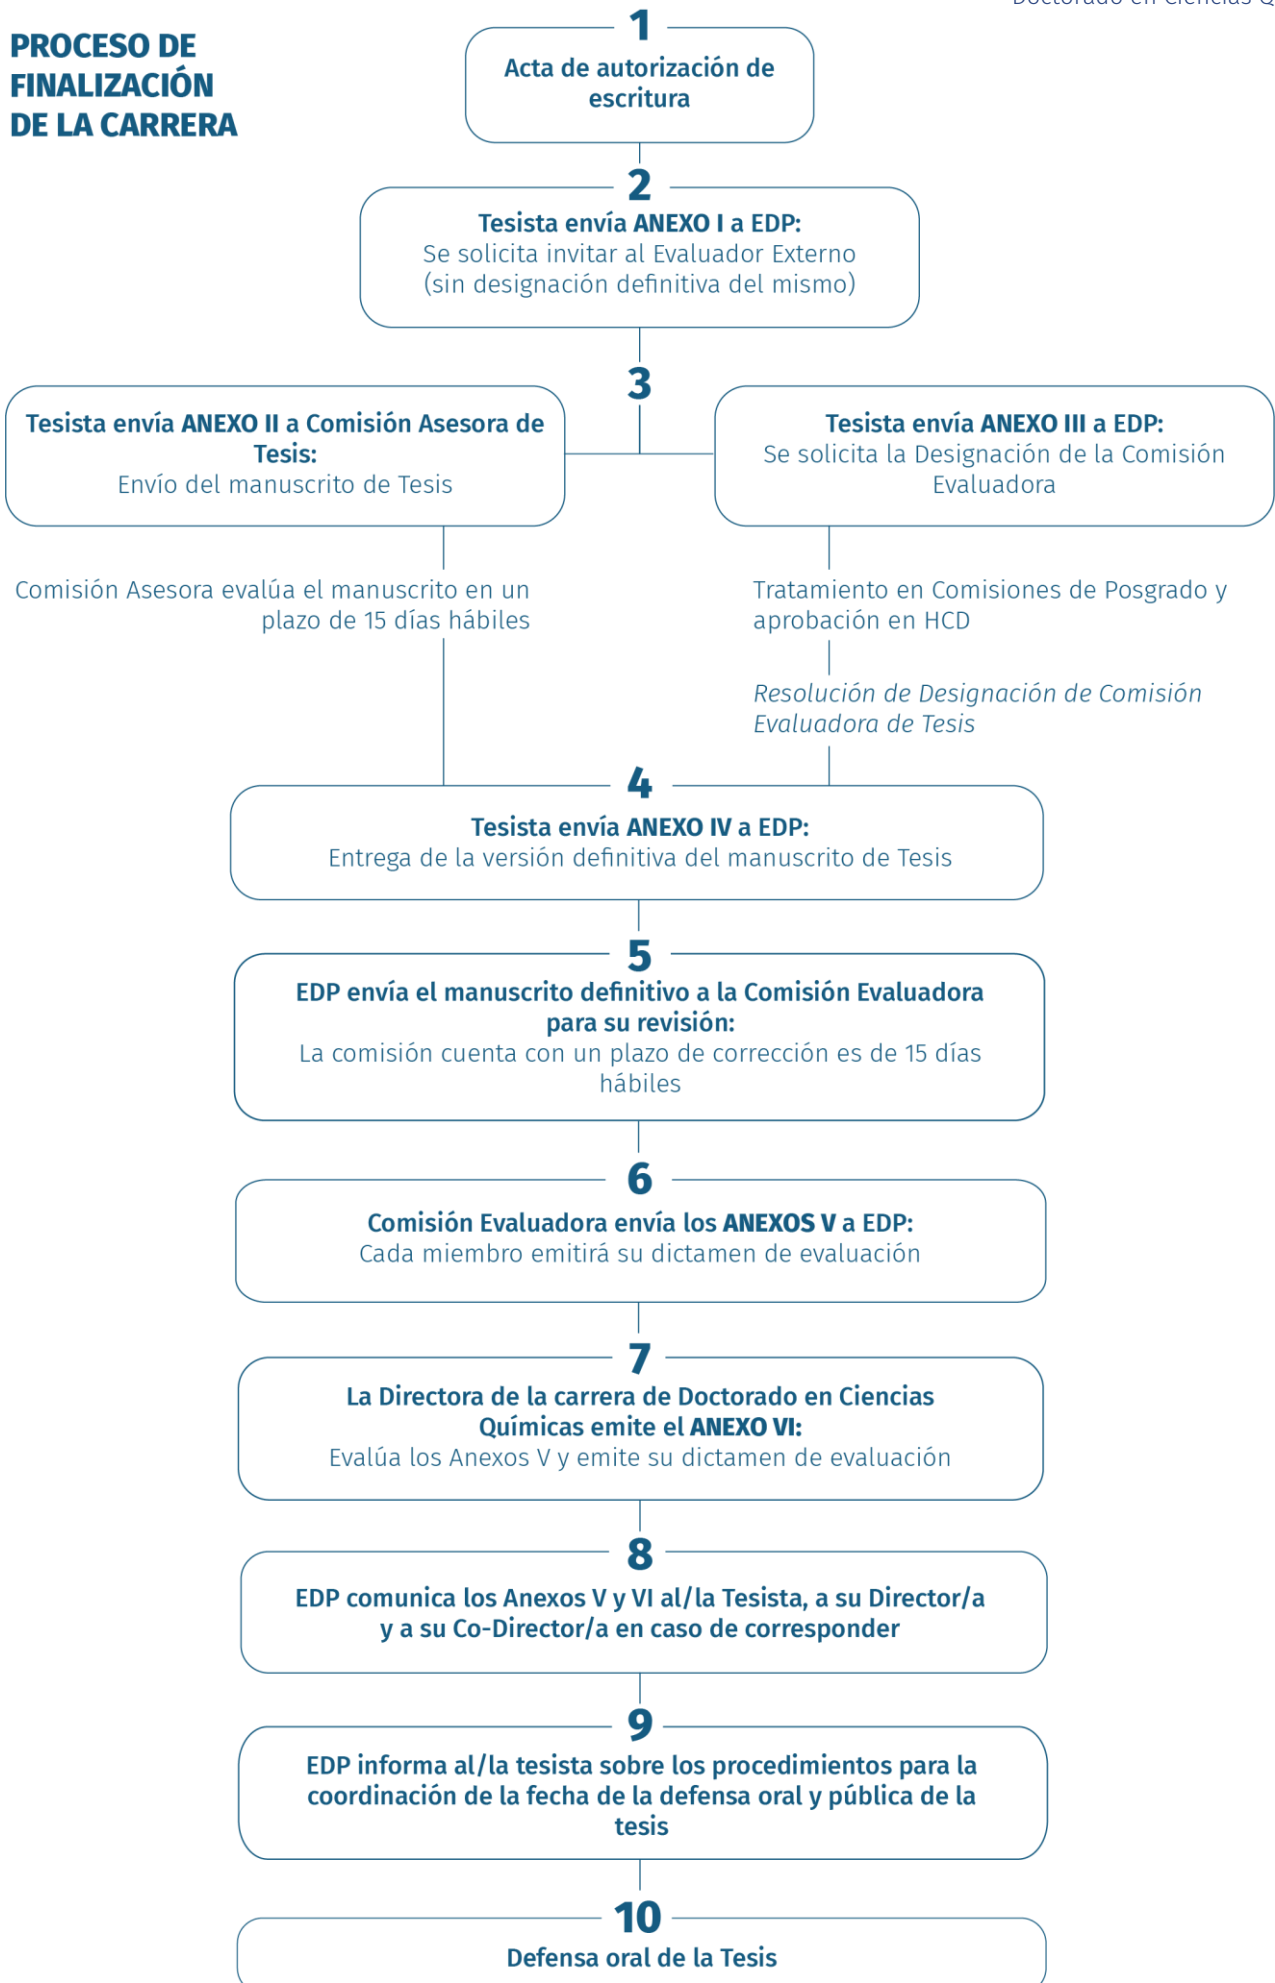 Doctorado en Ciencias Q
PROCESO DE
FINALIZACIÓN
DE LA CARRERA
1
Acta de autorización de
escritura
2
Tesista envía ANEXO I a EDP:
Se solicita invitar al Evaluador Externo
(sin designación definitiva del mismo)
3
Tesista envía ANEXO II a Comisión Asesora de
Tesis:
Envío del manuscrito de Tesis
Tesista envía ANEXO III a EDP:
Se solicita la Designación de la Comisión
Evaluadora
Comisión Asesora evalúa el manuscrito en un
plazo de 15 días hábiles
Tratamiento en Comisiones de Posgrado y
aprobación en HCD
Resolución de Designación de Comisión
Evaluadora de Tesis
4
Tesista envía ANEXO IV a EDP:
Entrega de la versión definitiva del manuscrito de Tesis
5
EDP envía el manuscrito definitivo a la Comisión Evaluadora
para su revisión:
La comisión cuenta con un plazo de corrección es de 15 días
hábiles
6
Comisión Evaluadora envía los ANEXOS V a EDP:
Cada miembro emitirá su dictamen de evaluación
7
La Directora de la carrera de Doctorado en Ciencias
Químicas emite el ANEXO VI:
Evalúa los Anexos V y emite su dictamen de evaluación
8
EDP comunica los Anexos V y VI al/la Tesista, a su Director/a
y a su Co-Director/a en caso de corresponder
9
EDP informa al/la tesista sobre los procedimientos para la
coordinación de la fecha de la defensa oral y pública de la
tesis
10
Defensa oral de la Tesis